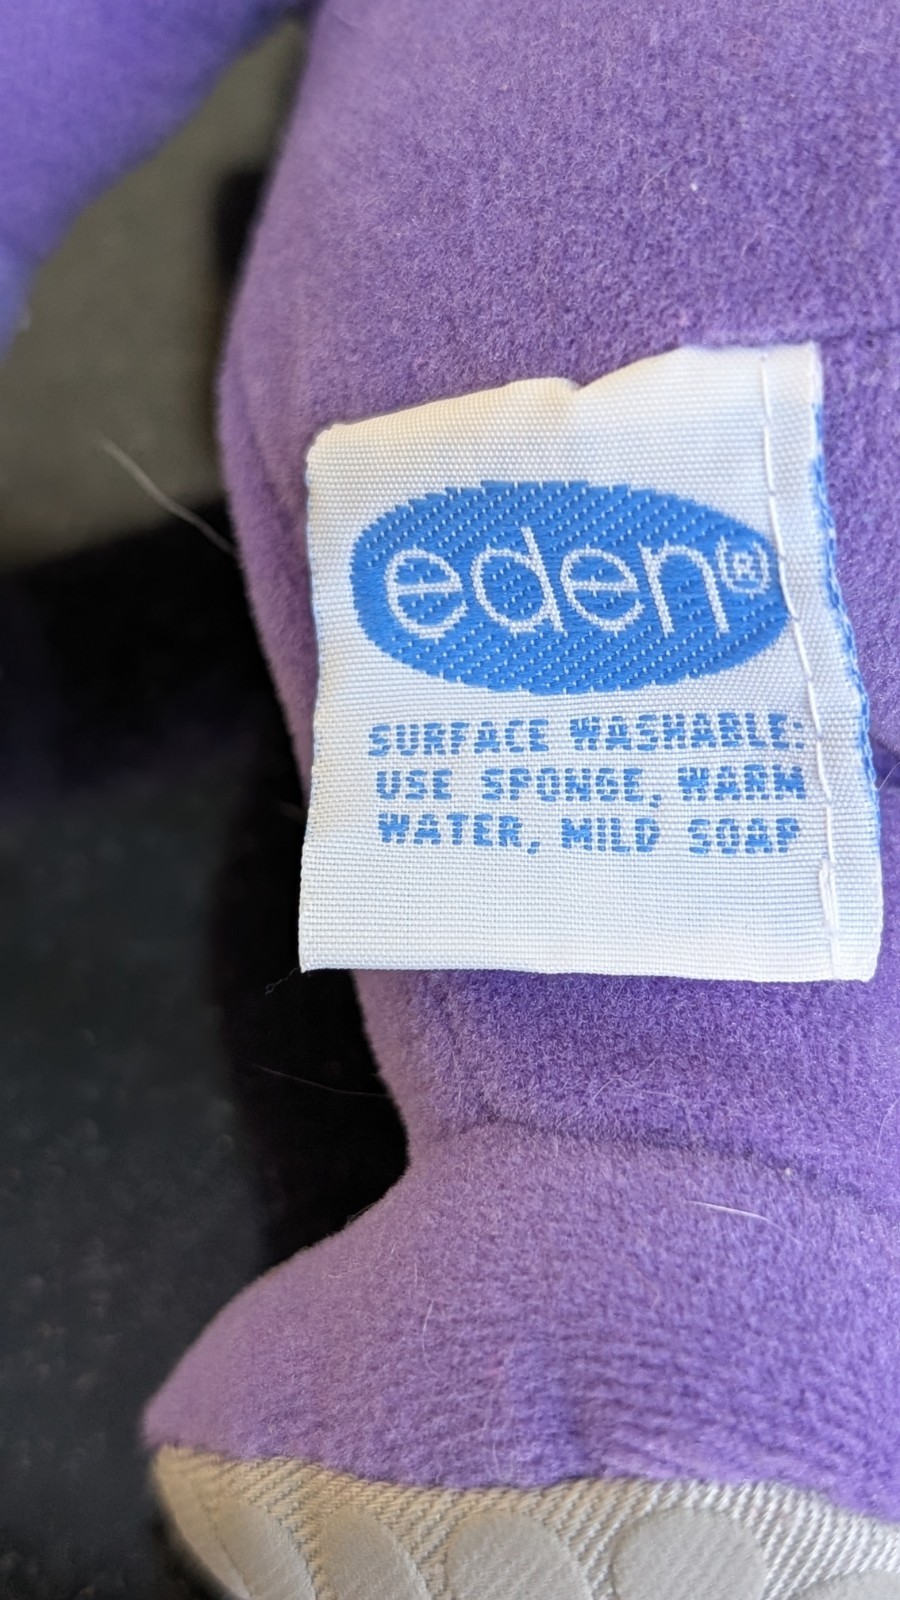 eden®
SURFACE WASHABLE:
USE SPONGE, WARM
WATER, MILD SOAP